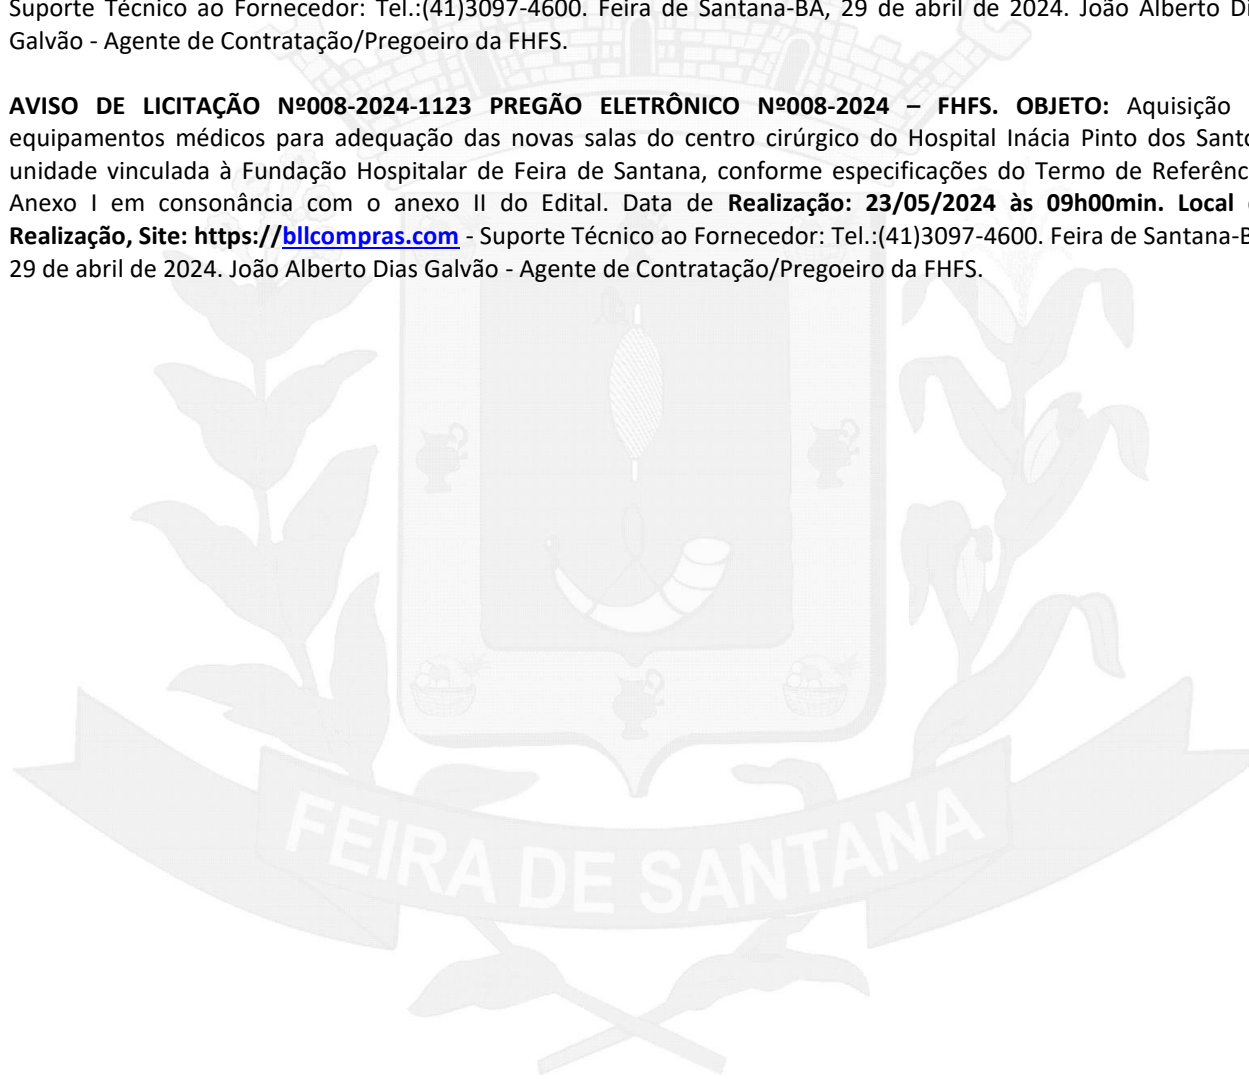 Suporte Técnico ao Fornecedor: Tel.:(41)3097-4600. Feira de Santana-BA, 29 de abril de 2024. João Alberto Di
Galvão - Agente de Contratação/Pregoeiro da FHFS.
AVISO DE LICITAÇÃO Nº008-2024-1123 PREGÃO ELETRÔNICO Nº008-2024 – FHFS. OBJETO: Aquisição
equipamentos médicos para adequação das novas salas do centro cirúrgico do Hospital Inácia Pinto dos Santo
unidade vinculada à Fundação Hospitalar de Feira de Santana, conforme especificações do Termo de Referênc
Anexo I em consonância com o anexo II do Edital. Data de Realização: 23/05/2024 às 09h00min. Local
Realização, Site: https://bllcompras.com - Suporte Técnico ao Fornecedor: Tel.:(41)3097-4600. Feira de Santana-B
29 de abril de 2024. João Alberto Dias Galvão - Agente de Contratação/Pregoeiro da FHFS.
FEIRA DE SANTANA